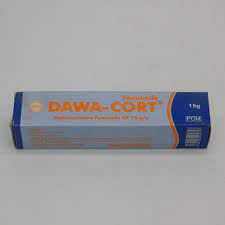 Pommade
DAWA-CORT®
Hydrocortisone Pommade BP 1% p/p
15g
POM